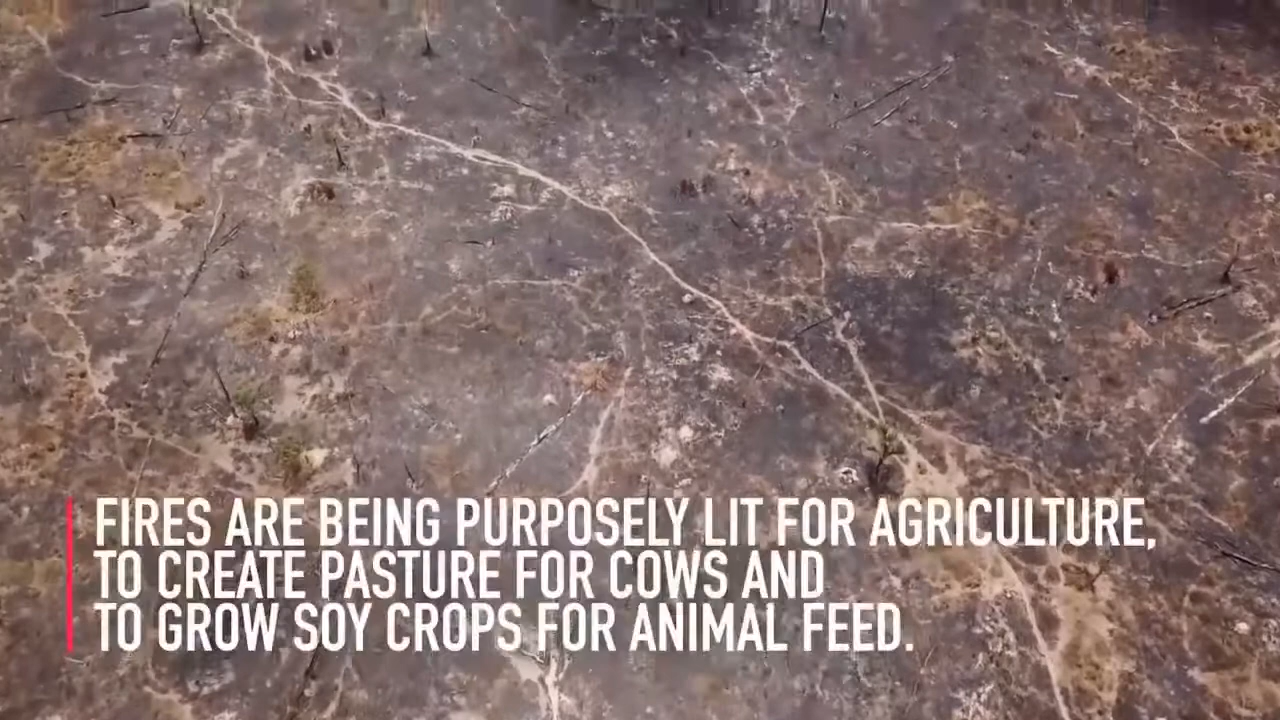 FIRES ARE BEING PURPOSELY LIT FOR AGRICULTURE,
TO CREATE PASTURE FOR COWS AND
TO GROW SOY CROPS FOR ANIMAL FEED.